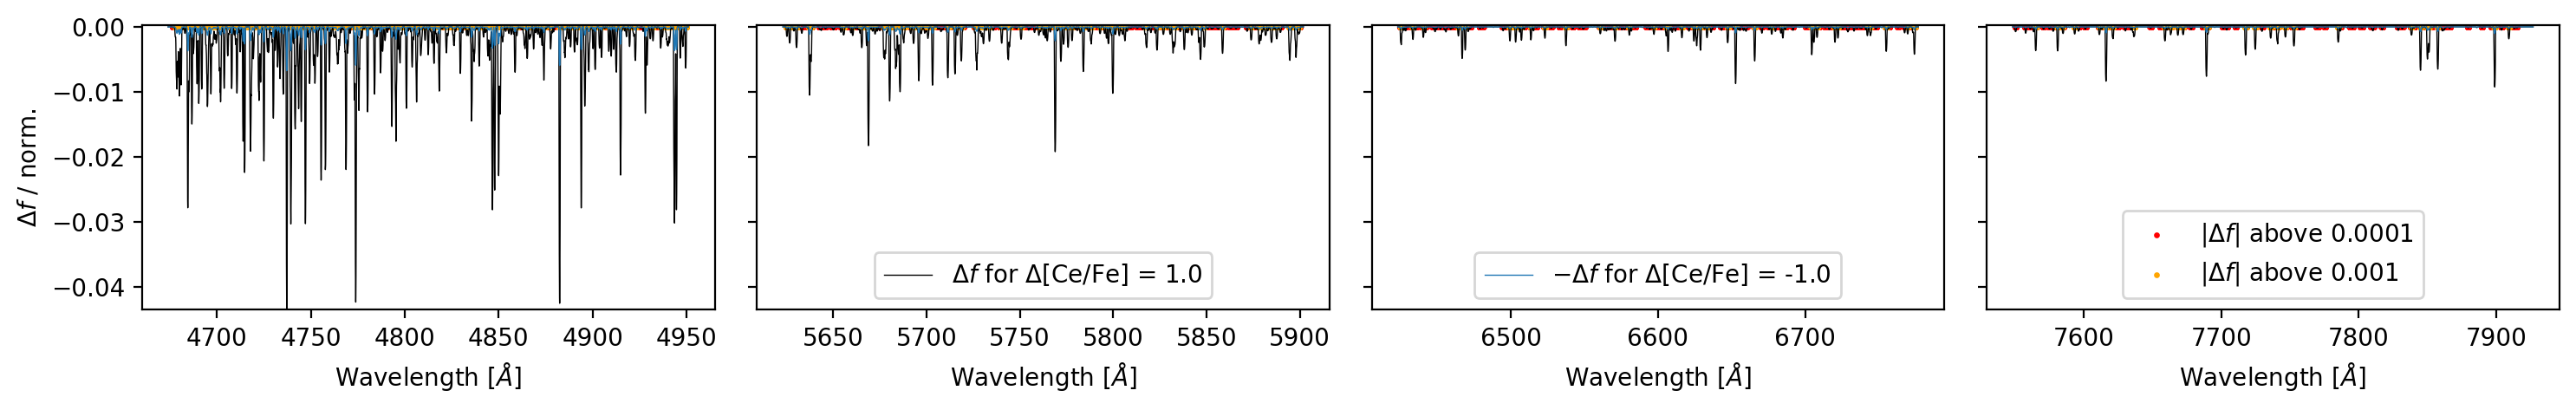 Δf / norm.
0.00
−0.01
−0.02
−0.03
−0.04
4700 4750 4800 4850 4900 4950
Wavelength [Å]
5650 5700 5750 5800 5850 5900
Wavelength [Å]
Δf for Δ[Ce/Fe] = 1.0
6500 6600 6700
Wavelength [Å]
−Δf for Δ[Ce/Fe] = -1.0
7600 7700 7800 7900
Wavelength [Å]
|Δf| above 0.0001
|Δf| above 0.001